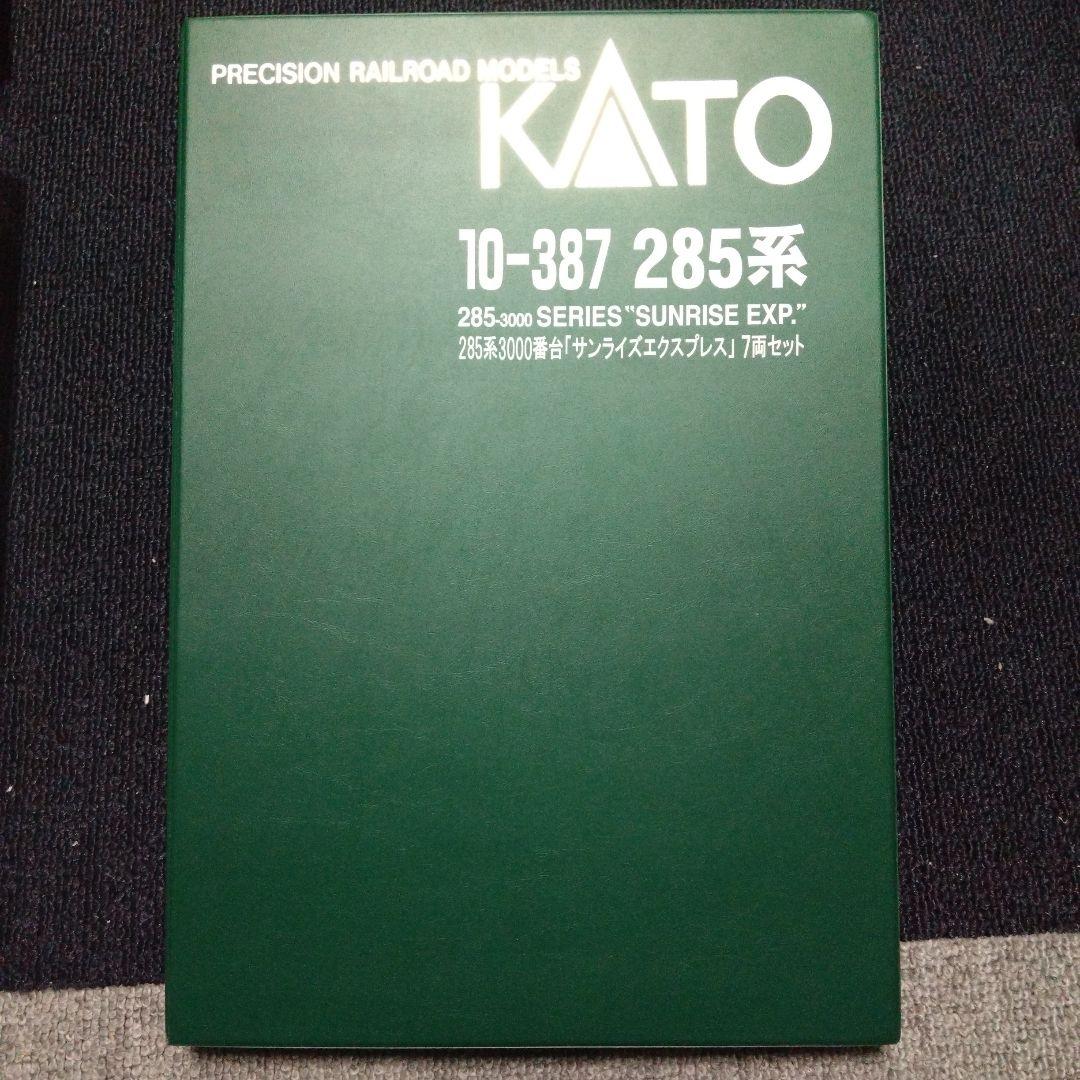 PRECISION RAILROAD MODELS
KATO
10-387 285系
285-3000 SERIES "SUNRISE EXP."
285系3000番台「サンライズエクスプレス」7両セット